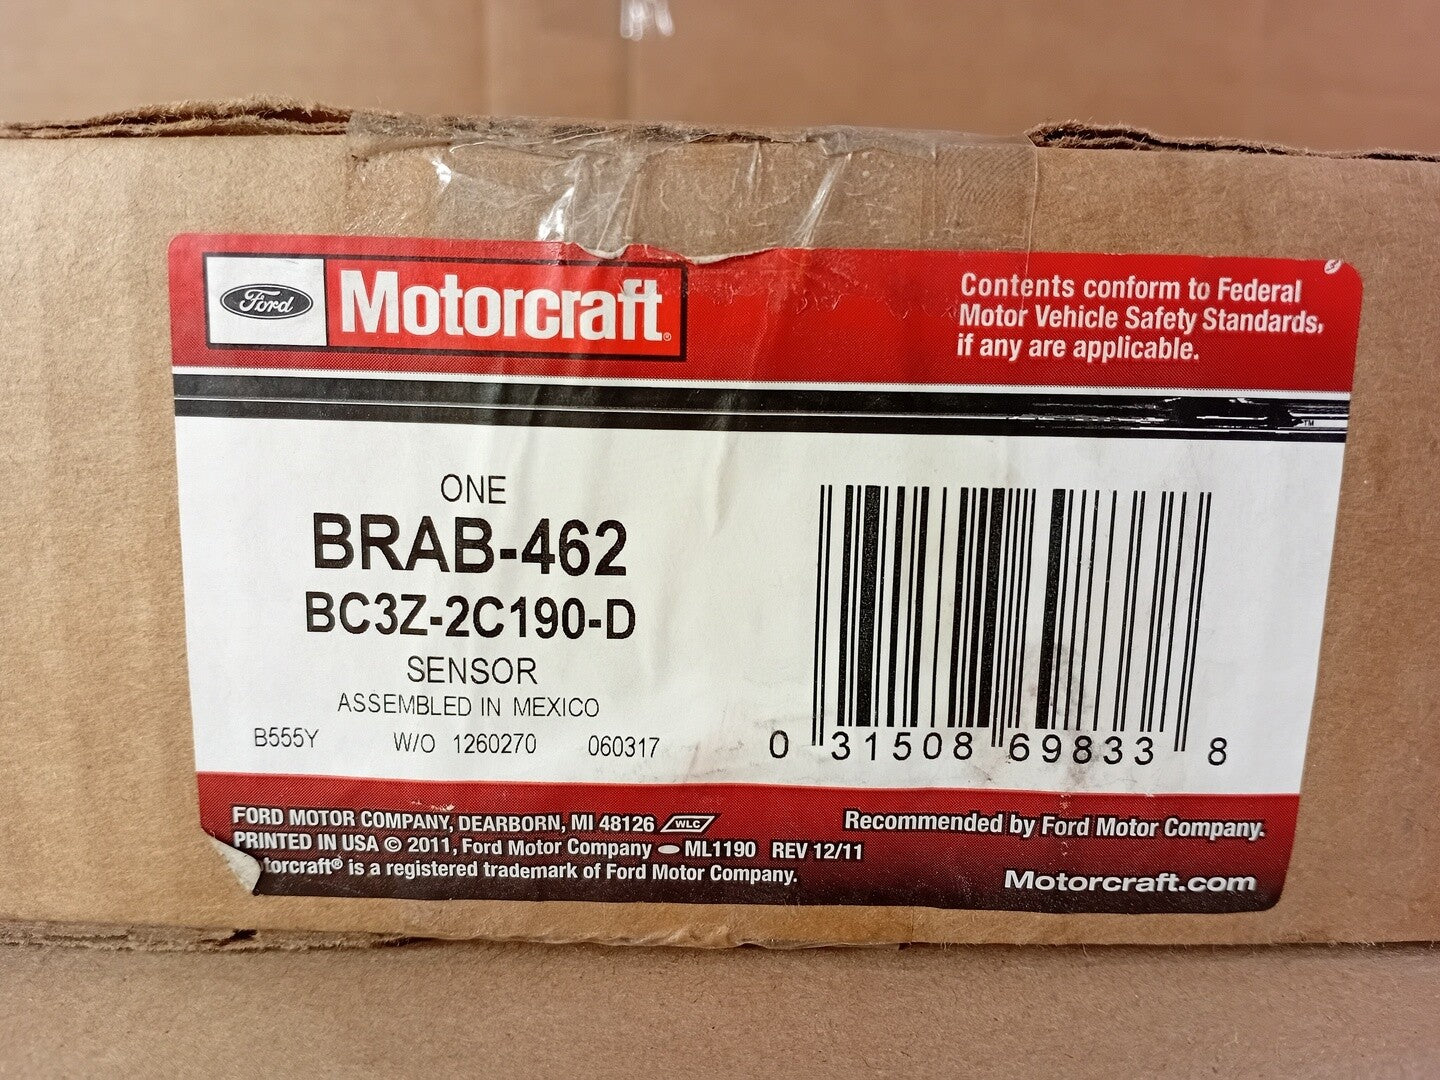 Ford Motorcraft®
Contents conform to Federal
Motor Vehicle Safety Standards,
if any are applicable.
TM
ONE
BRAB-462
BC3Z-2C190-D
SENSOR
ASSEMBLED IN MEXICO
B555Y W/O 1260270 060317
0 31508 69833 8
FORD MOTOR COMPANY, DEARBORN, MI 48126 WLC
PRINTED IN USA © 2011, Ford Motor Company ML1190 REV 12/11
torcraft® is a registered trademark of Ford Motor Company.
Recommended by Ford Motor Company.
Motorcraft.com